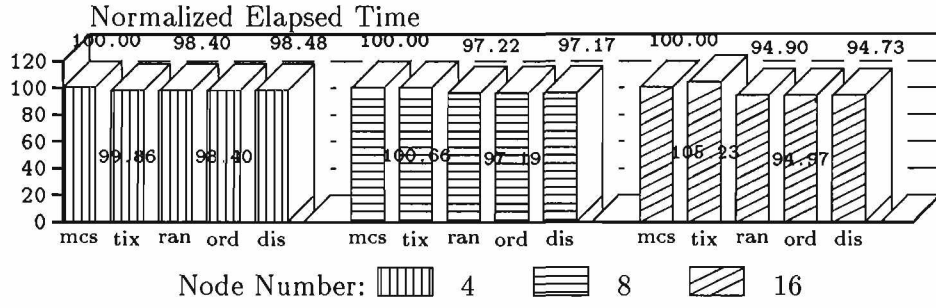 Normalized Elapsed Time
100.00 98.40 98.48 100.00 97.22 97.17 100.00 94.90 94.73
120
100
80
60
99.86 98.40 100.66 97.19 105.23 94.97
40
20
0
mcs tix ran ord dis mcs tix ran ord dis mcs tix ran ord dis
Node Number: 4 8 16